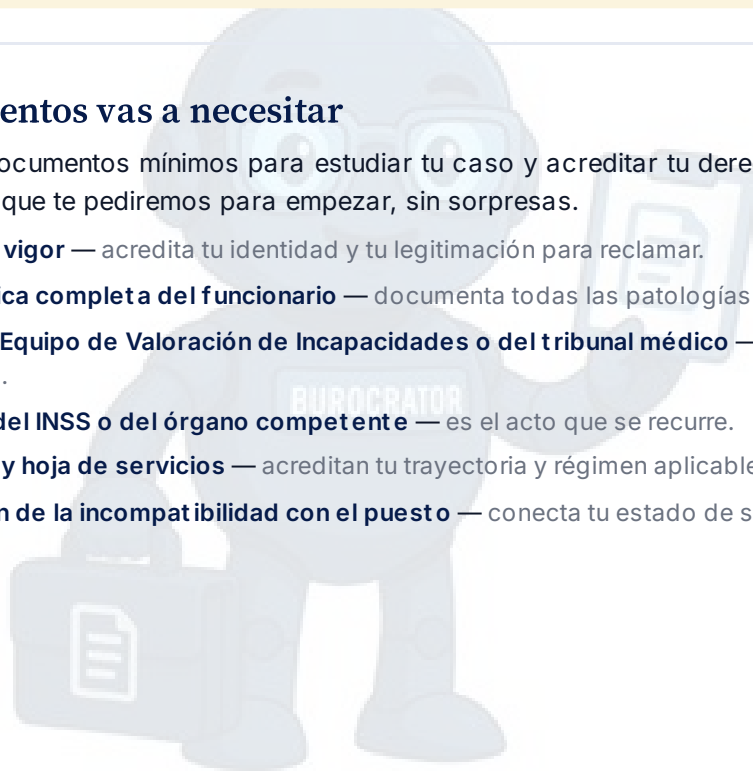 entos vas a necesitar
ocumentos mínimos para estudiar tu caso y acreditar tu dere
que te pediremos para empezar, sin sorpresas.
vigor — acredita tu identidad y tu legitimación para reclamar.
ica completa del funcionario — documenta todas las patologías
Equipo de Valoración de Incapacidades o del tribunal médico —
.
del INSS o del órgano competente — es el acto que se recurre.
y hoja de servicios — acreditan tu trayectoria y régimen aplicable
n de la incompatibilidad con el puesto — conecta tu estado de s
BUROCRATOR